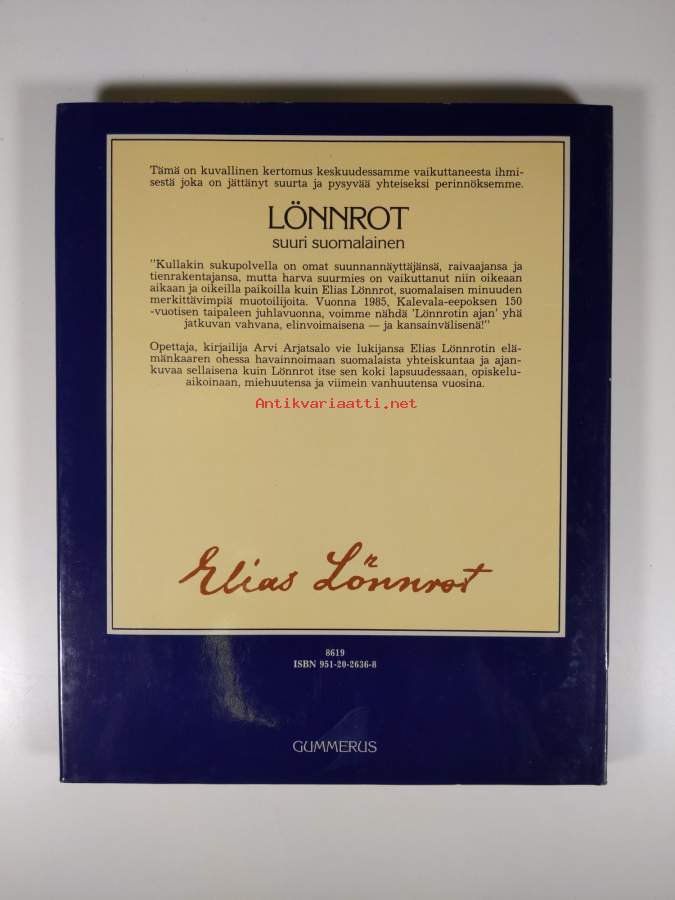 Tämä on kuvallinen kertomus keskuudessamme vaikuttaneesta ihmi-
sestä joka on jättänyt suurta ja pysyvää yhteiseksi perinnöksemme.
LÖNNROT
suuri suomalainen
"Kullakin sukupolvella on omat suunnannäyttäjänsä, raivaajansa ja
tienrakentajansa, mutta harva suurmies on vaikuttanut niin oikeaan
aikaan ja oikeilla paikoilla kuin Elias Lönnrot, suomalaisen minuuden
merkittävimpiä muotoilijoita. Vuonna 1985, Kalevala-eepoksen 150
-vuotisen taipaleen juhlavuonna, voimme nähdä 'Lönnrotin ajan' yhä
jatkuvan vahvana, elinvoimaisena — ja kansainvälisenä!"
Opettaja, kirjailija Arvi Arjatsalo vie lukijansa Elias Lönnrotin elä-
mänkaaren ohessa havainnoimaan suomalaista yhteiskuntaa ja ajan-
kuvaa sellaisena kuin Lönnrot itse sen koki lapsuudessaan, opiskelu-
aikoinaan, miehuutensa ja viimein vanhuutensa vuosina.
Antikvariaatti.net
Elias Lönnrot
8619
ISBN 951-20-2636-8
GUMMERUS